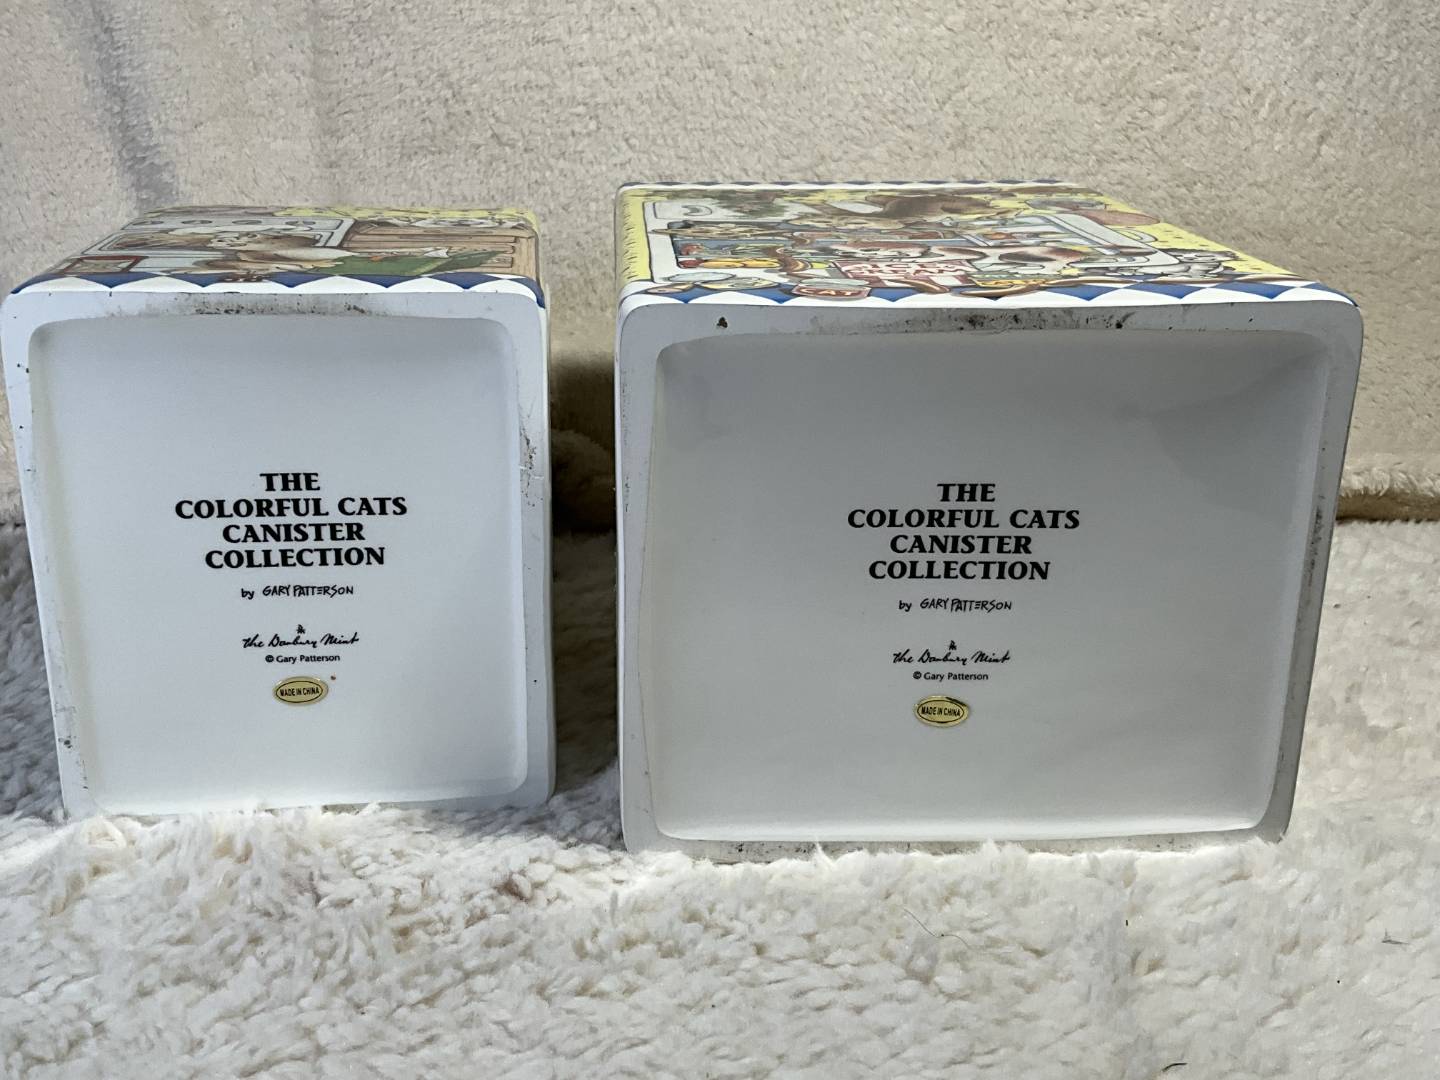 THE
COLORFUL CATS
CANISTER
COLLECTION
by GARY PATTERSON
The Danbury Mint
© Gary Patterson
MADE IN CHINA
THE
COLORFUL CATS
CANISTER
COLLECTION
by GARY PATTERSON
The Danbury Mint
© Gary Patterson
MADE IN CHINA